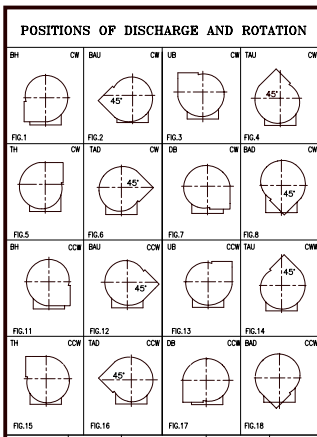 POSITIONS OF DISCHARGE AND ROTATION
BH CW BAU CW UB CW TAU CW
45° 45°
FIG.1 FIG.2 FIG.3 FIG.4
TH CW TAD CW DB CW BAD CW
45° 45°
FIG.5 FIG.6 FIG.7 FIG.8
BH CCW BAU CCW UB CCW TAU CWW
45° 45°
FIG.11 FIG.12 FIG.13 FIG.14
TH CCW TAD CCW DB CCW BAD CCW
45°
FIG.15 FIG.16 FIG.17 FIG.18